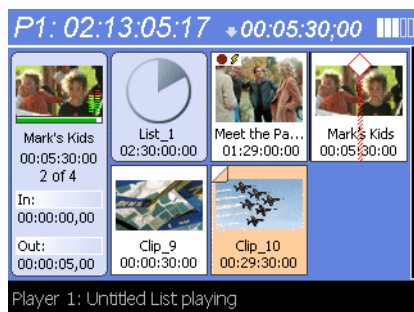 P1: 02:13:05:17 00:05:30;00
Mark's Kids
00:05:30:00
2 of 4
In:
00:00:00,00
Out:
00:00:05,00
List_1
02:30:00:00
Meet the Pa...
01:29:00:00
Mark's Kids
00:05:30:00
Clip_9
00:00:30:00
Clip_10
00:29:30:00
Player 1: Untitled List playing